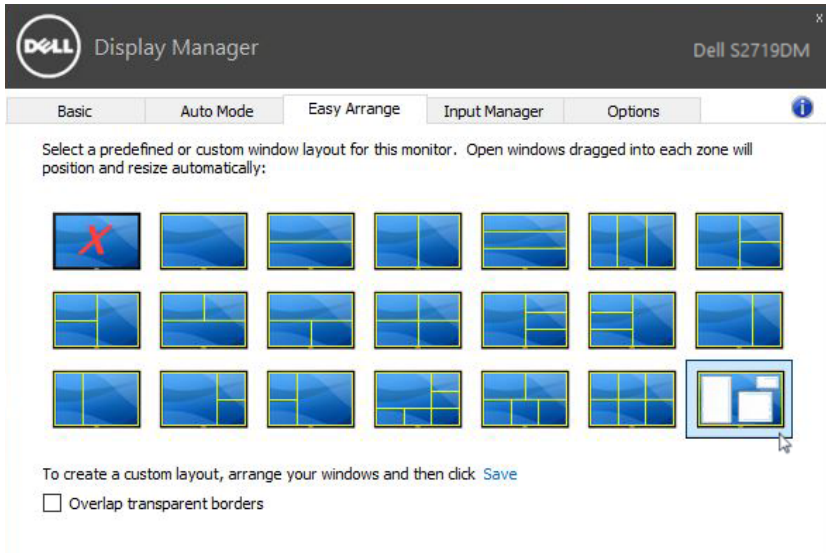 x
DELL Display Manager
Dell S2719DM
Basic Auto Mode Easy Arrange Input Manager Options i
Select a predefined or custom window layout for this monitor. Open windows dragged into each zone will
position and resize automatically:
X
To create a custom layout, arrange your windows and then click Save
Overlap transparent borders